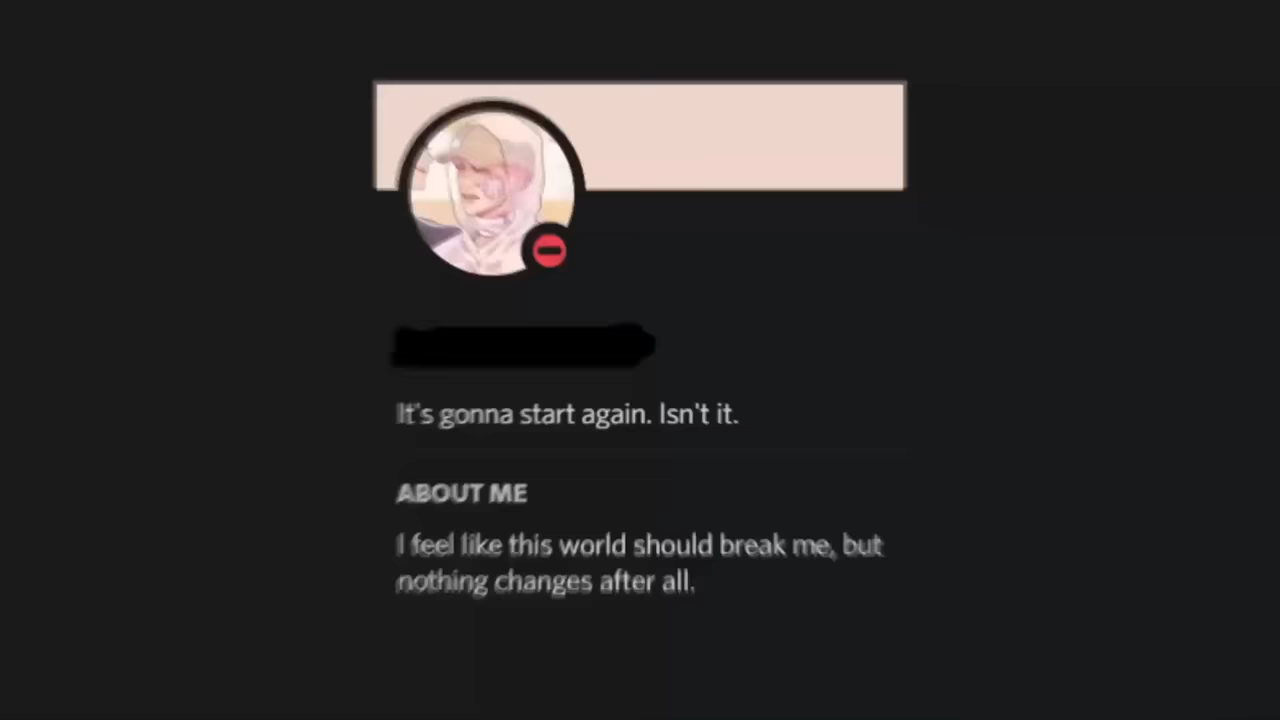 It's gonna start again. Isn't it.
ABOUT ME
I feel like this world should break me, but
nothing changes after all.